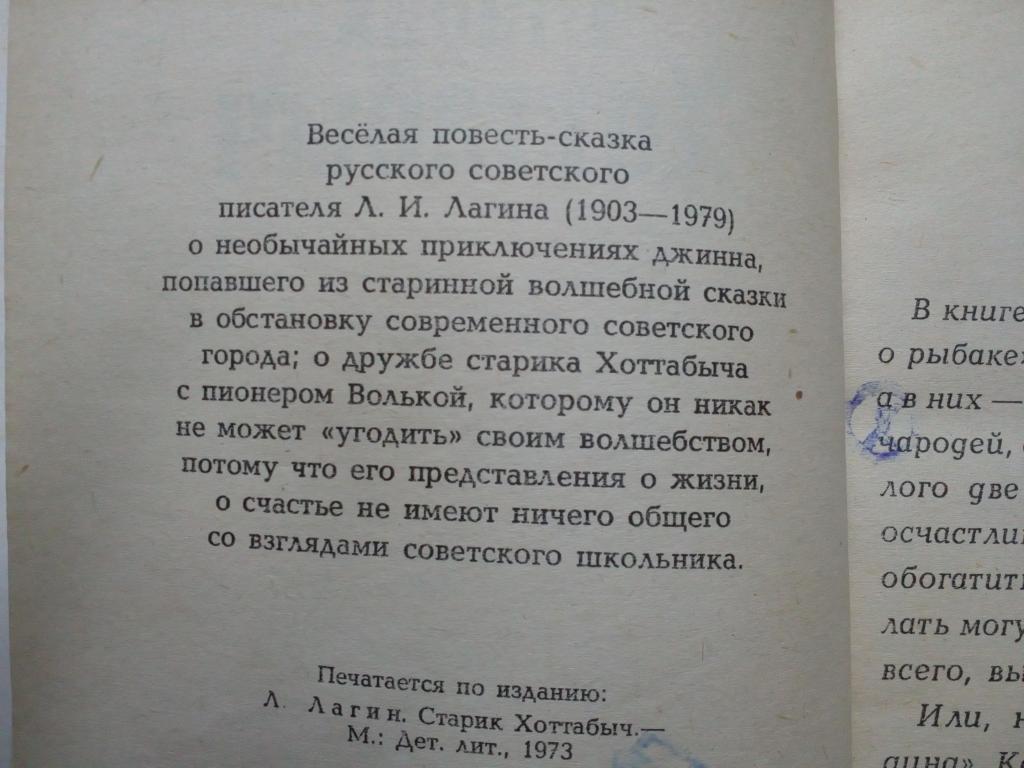 Весёлая повесть-сказка
русского советского
писателя Л. И. Лагина (1903—1979)
о необычайных приключениях джинна,
попавшего из старинной волшебной сказки
в обстановку современного советского
города; о дружбе старика Хоттабыча
с пионером Волькой, которому он никак
не может «угодить» своим волшебством,
потому что его представления о жизни,
о счастье не имеют ничего общего
со взглядами советского школьника.
Печатается по изданию:
Л. Лагин. Старик Хоттабыч.—
М.: Дет. лит., 1973
В книге
о рыбаке»
а в них —
чародей,
лого две
осчастли
обогатить
лать могу
всего, вы
Или, н
дина». Ко